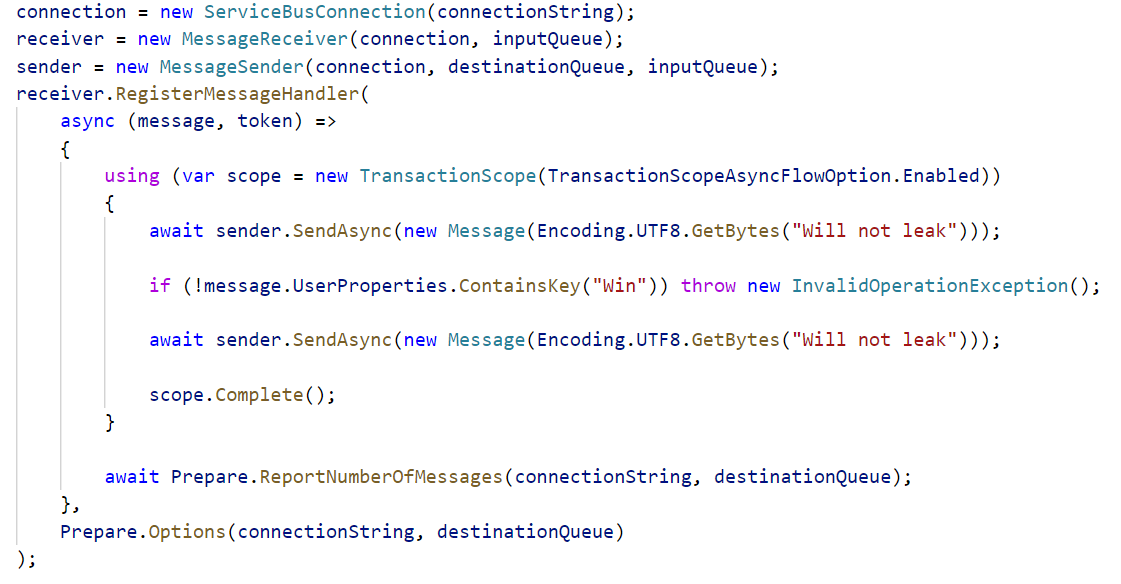 connection = new ServiceBusConnection(connectionString);
receiver = new MessageReceiver(connection, inputQueue);
sender = new MessageSender(connection, destinationQueue, inputQueue);
receiver.RegisterMessageHandler(
    async (message, token) =>
    {
        using (var scope = new TransactionScope(TransactionScopeAsyncFlowOption.Enabled))
        {
            await sender.SendAsync(new Message(Encoding.UTF8.GetBytes("Will not leak")));

            if (!message.UserProperties.ContainsKey("Win")) throw new InvalidOperationException();

            await sender.SendAsync(new Message(Encoding.UTF8.GetBytes("Will not leak")));

            scope.Complete();
        }

        await Prepare.ReportNumberOfMessages(connectionString, destinationQueue);
    },
    Prepare.Options(connectionString, destinationQueue)
);